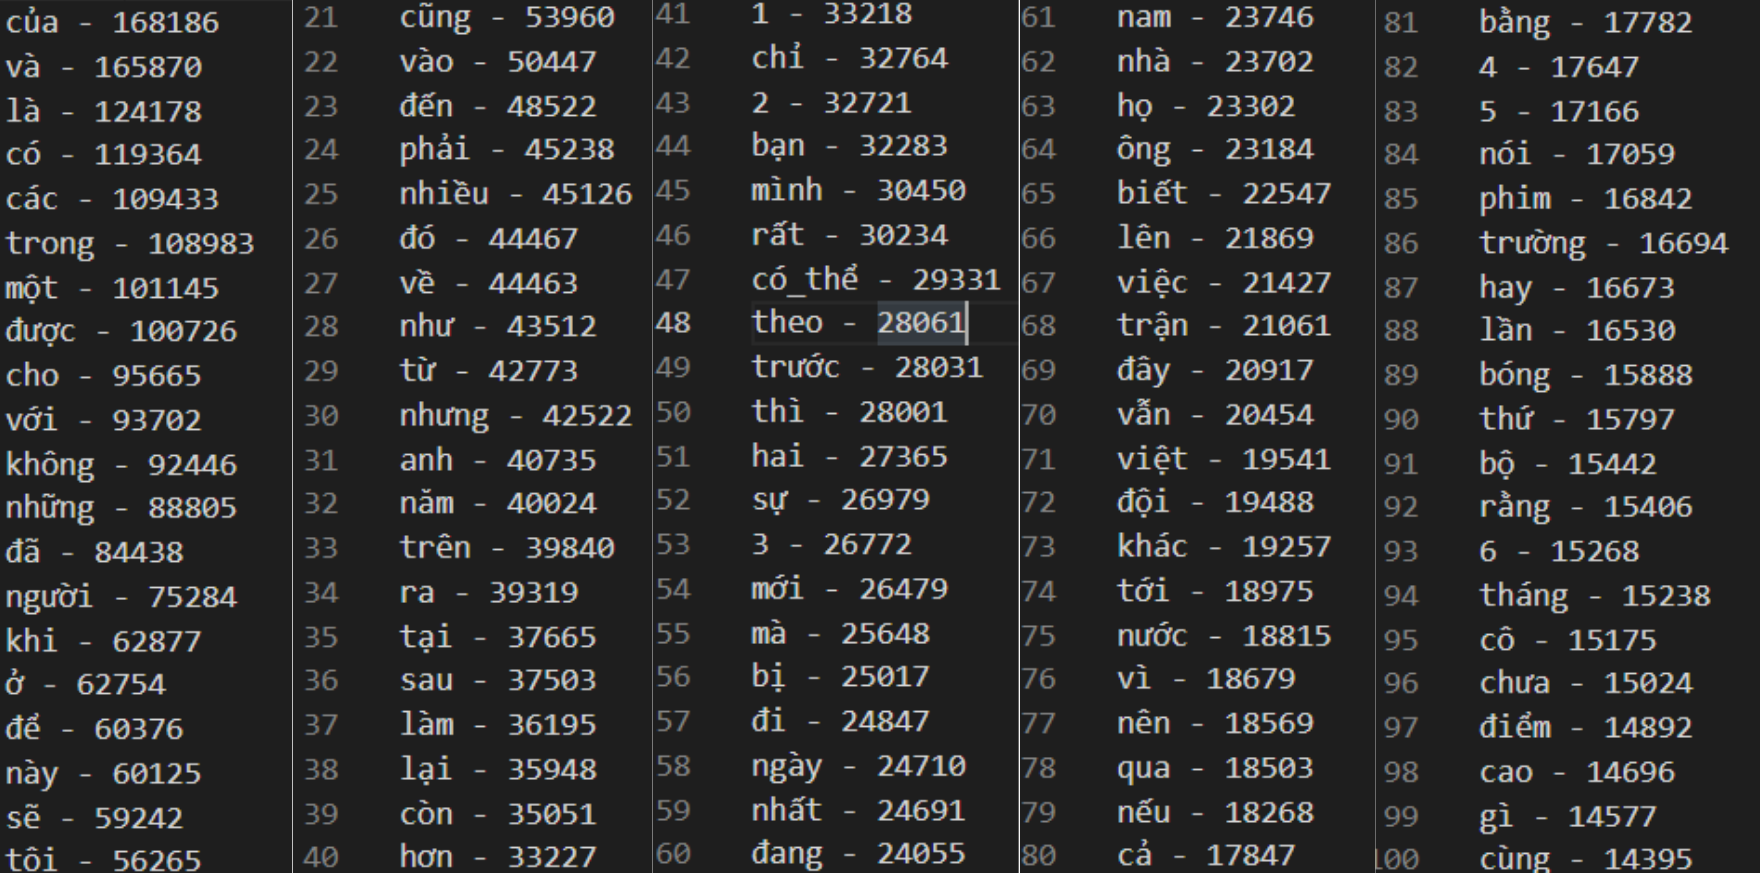 của - 168186
và - 165870
là - 124178
có - 119364
các - 109433
trong - 108983
một - 101145
được - 100726
cho - 95665
với - 93702
không - 92446
những - 88805
đã - 84438
người - 75284
khi - 62877
ở - 62754
để - 60376
này - 60125
sẽ - 59242
tôi - 56265
21 cũng - 53960
22 vào - 50447
23 đến - 48522
24 phải - 45238
25 nhiều - 45126
26 đó - 44467
27 về - 44463
28 như - 43512
29 từ - 42773
30 nhưng - 42522
31 anh - 40735
32 năm - 40024
33 trên - 39840
34 ra - 39319
35 tại - 37665
36 sau - 37503
37 làm - 36195
38 lại - 35948
39 còn - 35051
40 hơn - 33227
41 1 - 33218
42 chỉ - 32764
43 2 - 32721
44 bạn - 32283
45 mình - 30450
46 rất - 30234
47 có_thể - 29331
48 theo - 28061
49 trước - 28031
50 thì - 28001
51 hai - 27365
52 sự - 26979
53 3 - 26772
54 mới - 26479
55 mà - 25648
56 bị - 25017
57 đi - 24847
58 ngày - 24710
59 nhất - 24691
60 đang - 24055
61 nam - 23746
62 nhà - 23702
63 họ - 23302
64 ông - 23184
65 biết - 22547
66 lên - 21869
67 việc - 21427
68 trận - 21061
69 đây - 20917
70 vẫn - 20454
71 việt - 19541
72 đội - 19488
73 khác - 19257
74 tới - 18975
75 nước - 18815
76 vì - 18679
77 nên - 18569
78 qua - 18503
79 nếu - 18268
80 cả - 17847
81 bằng - 17782
82 4 - 17647
83 5 - 17166
84 nói - 17059
85 phim - 16842
86 trường - 16694
87 hay - 16673
88 lần - 16530
89 bóng - 15888
90 thứ - 15797
91 bộ - 15442
92 rằng - 15406
93 6 - 15268
94 tháng - 15238
95 cô - 15175
96 chưa - 15024
97 điểm - 14892
98 cao - 14696
99 gì - 14577
100 cùng - 14395